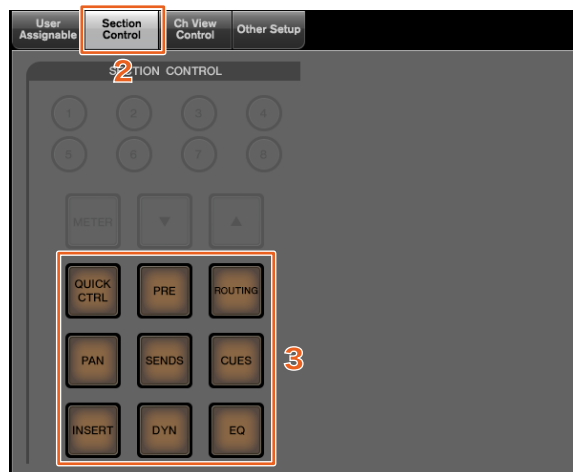 User
Assignable
Section
Control
Ch View
Control
Other Setup
2
SECTION CONTROL
1 2 3 4
5 6 7 8
METER ▼ ▲
QUICK
CTRL
PRE
ROUTING
PAN SENDS CUES
3
INSERT DYN EQ